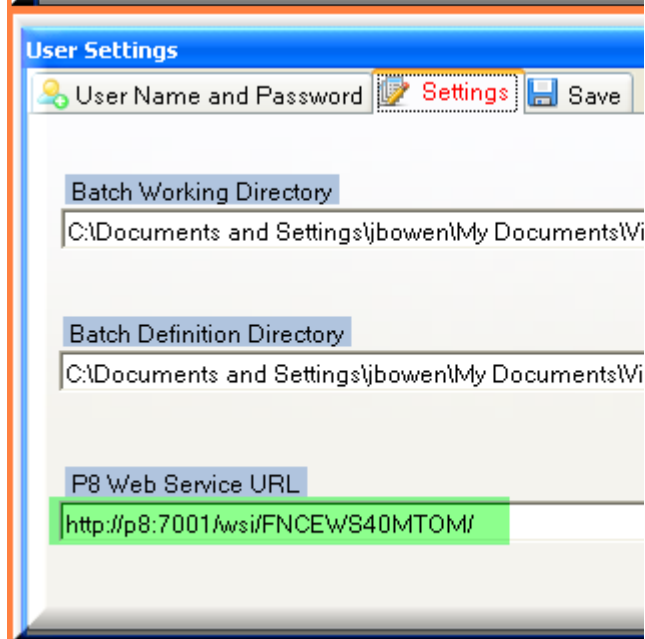 User Settings
User Name and Password Settings Save
Batch Working Directory
C:\Documents and Settings\jbowen\My Documents\Vi
Batch Definition Directory
C:\Documents and Settings\jbowen\My Documents\Vi
P8 Web Service URL
http://p8:7001/wsi/FNCEWS40MTOM/